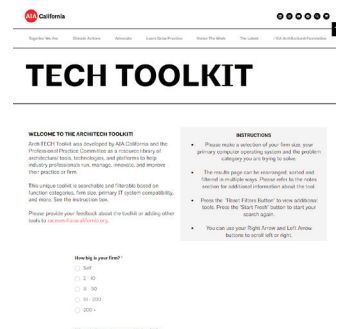 AIA California
Together We Are Climate Action Advocate Learn Grow Practice Honor The Work The Latest
TECH TOOLKIT
WELCOME TO THE ARCHITECH TOOLKIT!
ArchiTECH Toolkit was developed by AIA California and the
Professional Practice Committee as a resource library of
architectural tools, technologies, and platforms to help
industry professionals run, manage, innovate, and improve
their practice or firm.
This unique toolkit is searchable and filterable based on
function categories, firm size, primary IT system compatibility,
and more. See the instruction box.
Please provide your feedback about the toolkit or adding other
tools to
INSTRUCTIONS
• Please make a selection of your firm size, your
primary computer operating system and the problem
category you are trying to solve.
• The results page can be rearranged, sorted and
filtered in multiple ways. Please refer to the notes
section for additional information about the tool.
• Press the "Reset Filters Button" to view additional
tools. Press the "Start Fresh" button to start your
search again.
• You can use your Right Arrow and Left Arrow
buttons to scroll left or right.
How big is your firm? *
Self
2 - 10
200 +